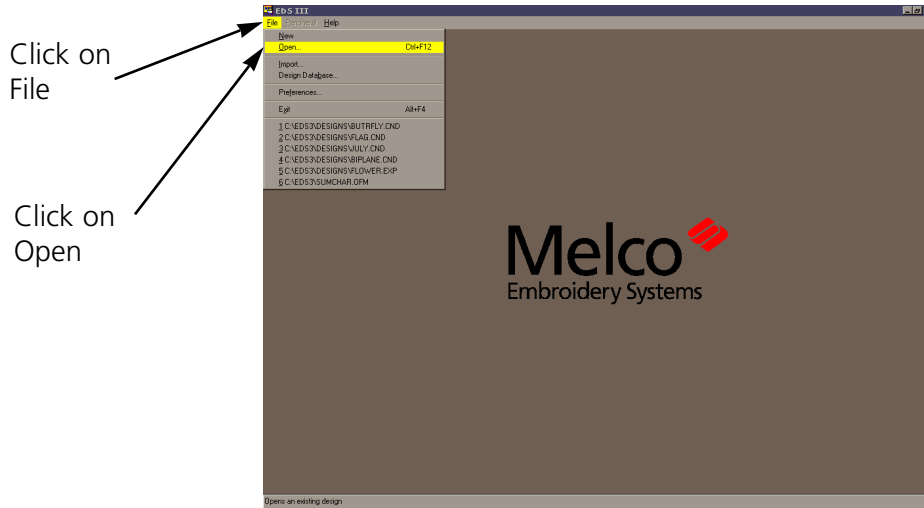 EDS III
File Peripheral Help
New
Open... Ctrl+F12
Import...
Design Database...
Preferences...
Exit Alt+F4
1 C:\EDS3\DESIGNS\BUTRFLY.CND
2 C:\EDS3\DESIGNS\FLAG.CND
3 C:\EDS3\DESIGNS\JULY.CND
4 C:\EDS3\DESIGNS\BIPLANE.CND
5 C:\EDS3\DESIGNS\FLOWER.EXP
6 C:\EDS3\SUMCHAR.OFM
Click on
File
Click on
Open
Melco
Embroidery Systems
Opens an existing design